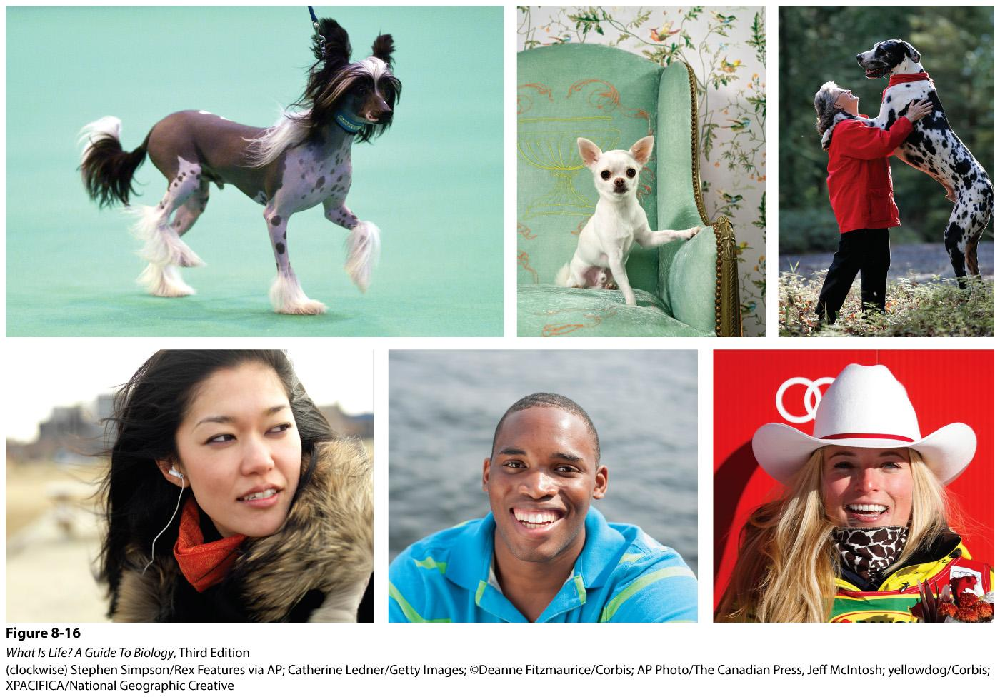 Figure 8-16
What Is Life? A Guide To Biology, Third Edition
(clockwise) Stephen Simpson/Rex Features via AP; Catherine Ledner/Getty Images; ©Deanne Fitzmaurice/Corbis; AP Photo/The Canadian Press, Jeff McIntosh; yellowdog/Corbis;
XPACIFICA/National Geographic Creative